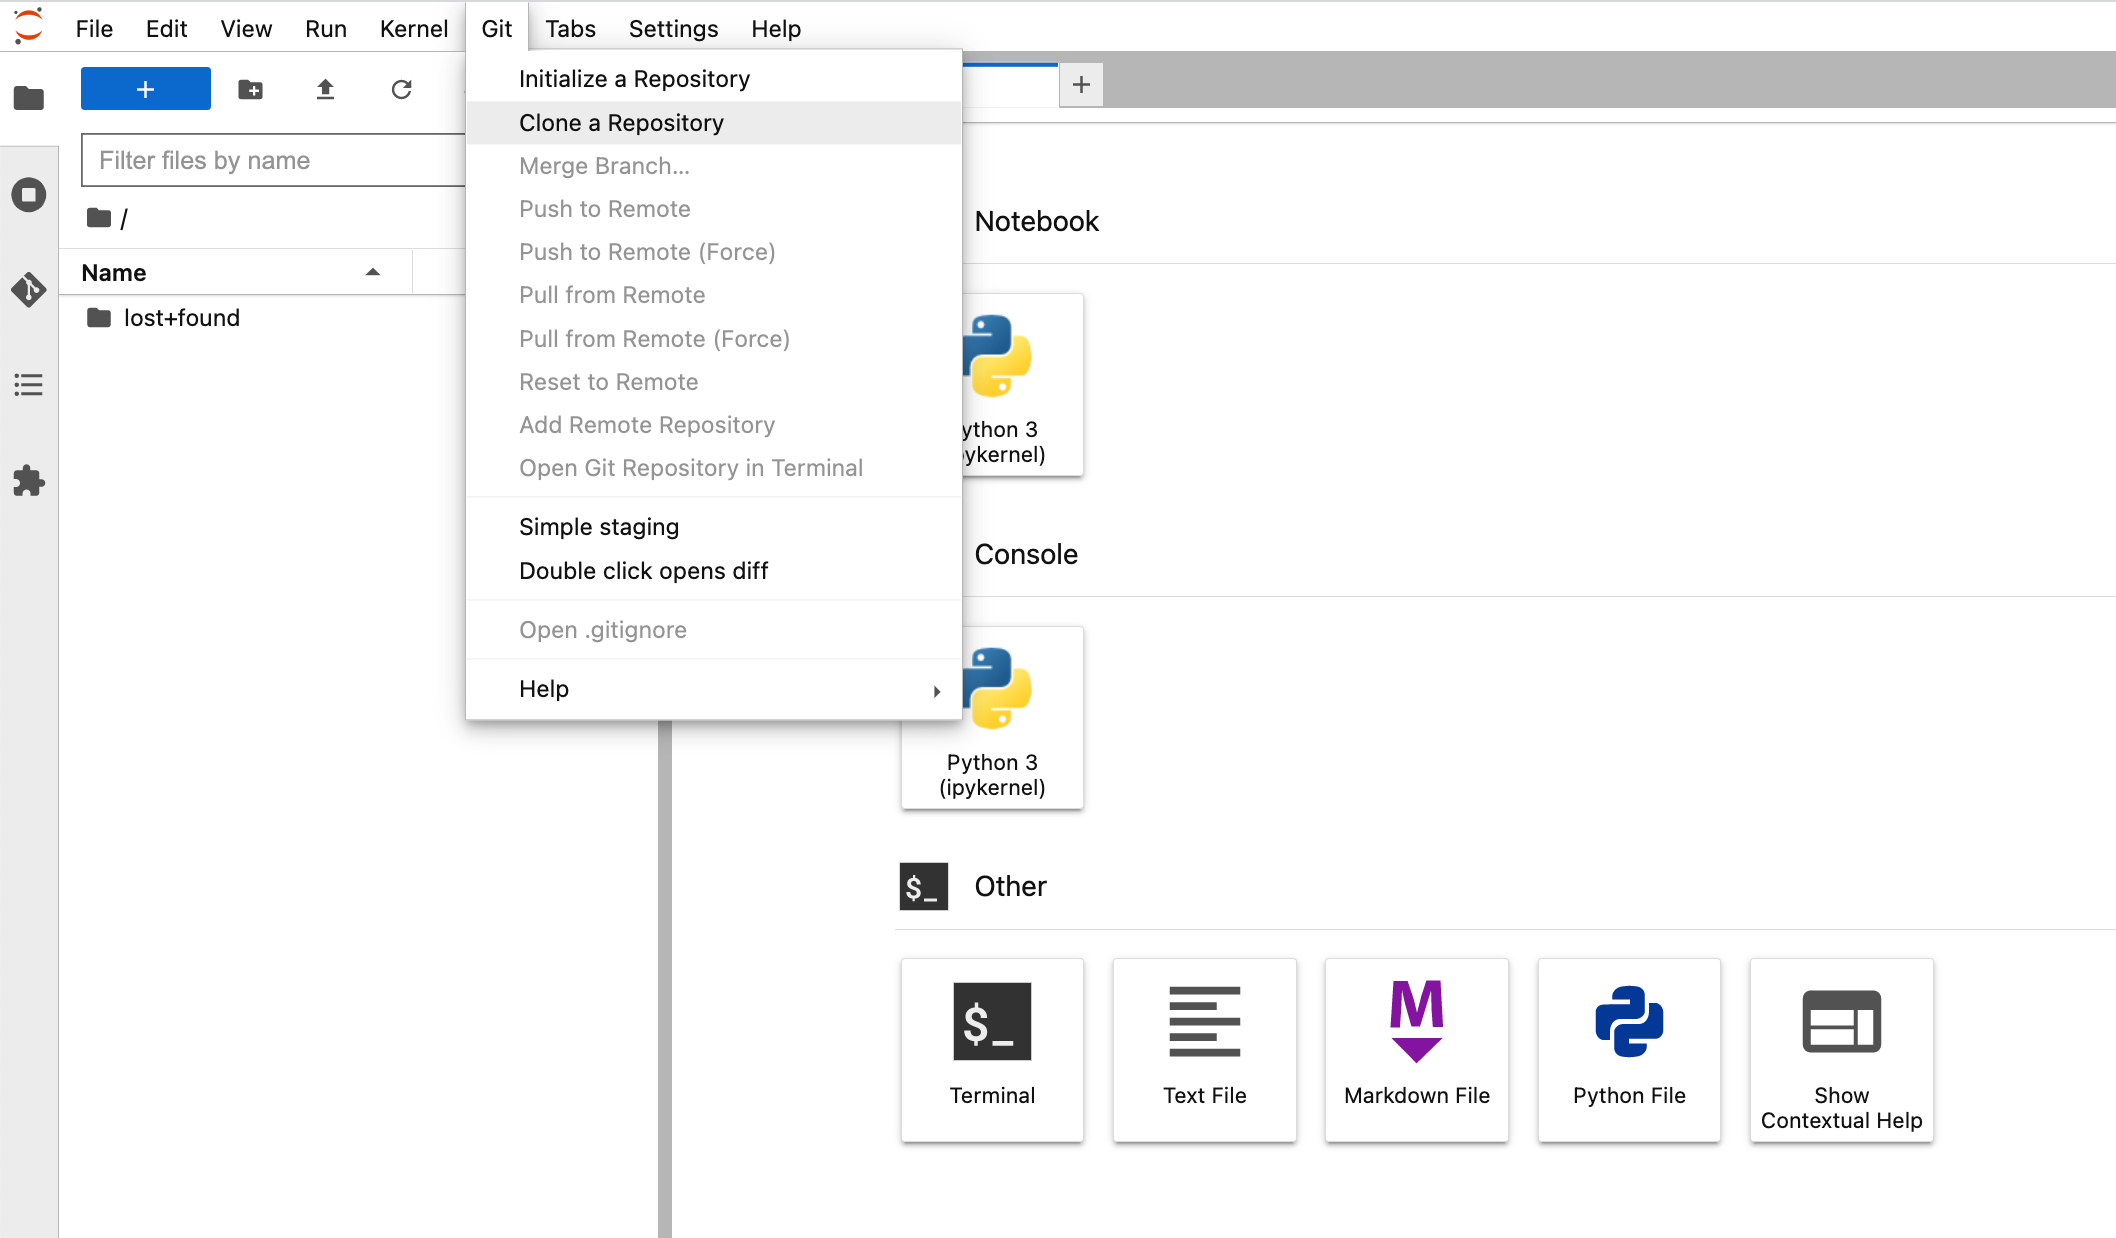 File Edit View Run Kernel Git Tabs Settings Help
Initialize a Repository
Clone a Repository
Merge Branch...
Push to Remote
Push to Remote (Force)
Pull from Remote
Pull from Remote (Force)
Reset to Remote
Add Remote Repository
Open Git Repository in Terminal
Simple staging
Double click opens diff
Open .gitignore
Help
Filter files by name
/
Name
lost+found
Notebook
ython 3
pykernel)
Console
Python 3
(ipykernel)
$_ Other
$_
Terminal
Text File
M
Markdown File
Python File
Show
Contextual Help